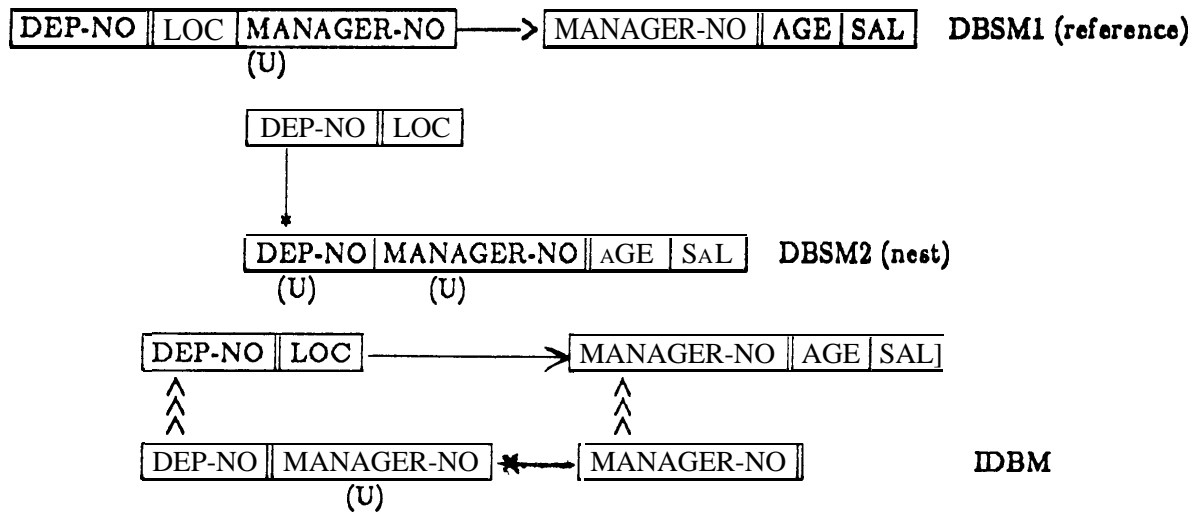 DEP-NO LOC MANAGER-NO MANAGER-NO AGE SAL DBSM1 (reference)
(U)
DEP-NO LOC
DEP-NO MANAGER-NO AGE SAL DBSM2 (nest)
(U) (U)
DEP-NO LOC MANAGER-NO AGE SAL]
DEP-NO MANAGER-NO MANAGER-NO IDBM
(U)